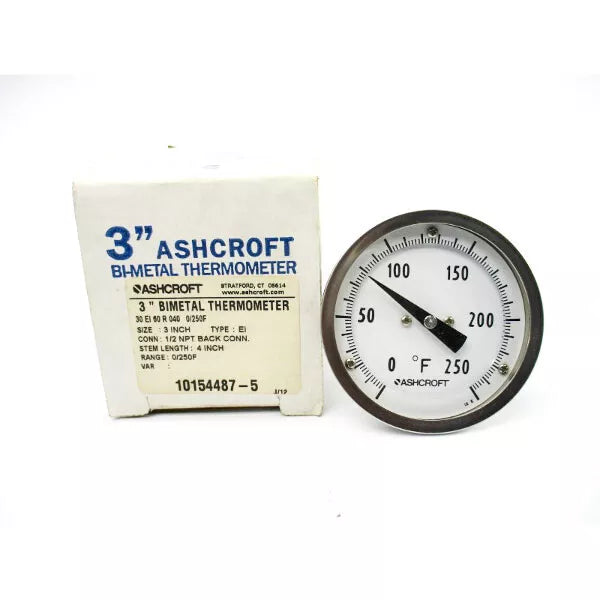 3" ASHCROFT
BI-METAL THERMOMETER
ASHCROFT STRATFORD, CT 06614
www.ashcroft.com
3 " BIMETAL THERMOMETER
30 EI 60 R 040 0/250F
SIZE : 3 INCH TYPE : EI
CONN : 1/2 NPT BACK CONN.
STEM LENGTH : 4 INCH
RANGE : 0/250F
VAR :
10154487-5
100 150
50 200
0 °F 250
ASHCROFT